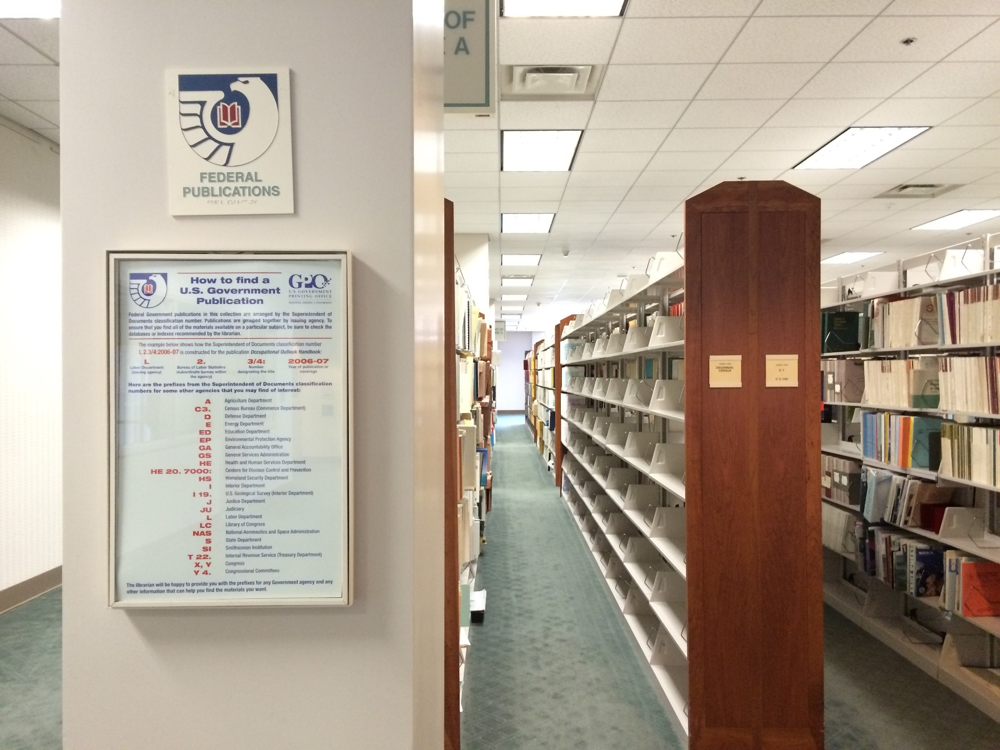 OF
A
FEDERAL
PUBLICATIONS
How to find a
U.S. Government
Publication
GPO
U.S. GOVERNMENT
PRINTING OFFICE
Federal Government publications in this collection are arranged by the Superintendent of
Documents classification number. Publications are grouped together by issuing agency. To
ensure that you find all of the materials available on a particular subject, be sure to check the
databases or indexes recommended by the librarian.
The example below shows how the Superintendent of Documents classification number
L 2.3/4:2006-07 is constructed for the publication Occupational Outlook Handbook:
L 2. 3/4: 2006-07
Labor Department
(issuing agency)
Bureau of Labor Statistics
(subordinate bureau within
the agency)
Number
designating the title
Year of publication or
coverage
Here are the prefixes from the Superintendent of Documents classification
numbers for some other agencies that you may find of interest:
A Agriculture Department
C3. Census Bureau (Commerce Department)
D Defense Department
E Energy Department
ED Education Department
EP Environmental Protection Agency
GA General Accountability Office
GS General Services Administration
HE Health and Human Services Department
HE 20. 7000: Centers for Disease Control and Prevention
HS Homeland Security Department
I Interior Department
I 19. U.S. Geological Survey (Interior Department)
J Justice Department
JU Judiciary
L Labor Department
LC Library of Congress
NAS National Aeronautics and Space Administration
S State Department
SI Smithsonian Institution
T 22. Internal Revenue Service (Treasury Department)
X, Y Congress
Y 4. Congressional Committees
The librarian will be happy to provide you with the prefixes for any Government agency and any
other information that can help you find the materials you want.
DECENNIAL
CENSUS
C 1
C 3.140
NOAA